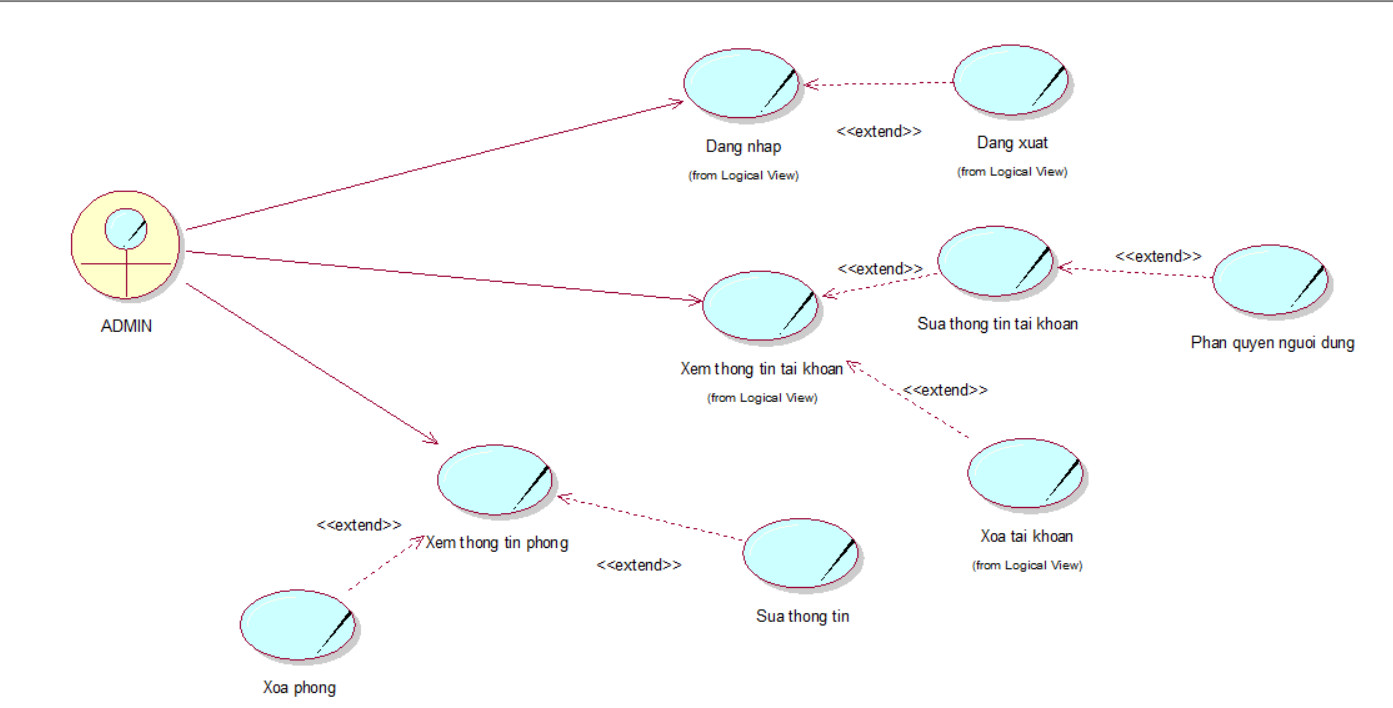 <<extend>>
Dang nhap
(from Logical View)
Dang xuat
(from Logical View)
ADMIN
<<extend>>
<<extend>>
Sua thong tin tai khoan
Phan quyen nguoi dung
Xem thong tin tai khoan
(from Logical View)
<<extend>>
<<extend>>
Xem thong tin phong
<<extend>>
Xoa tai khoan
(from Logical View)
Sua thong tin
Xoa phong